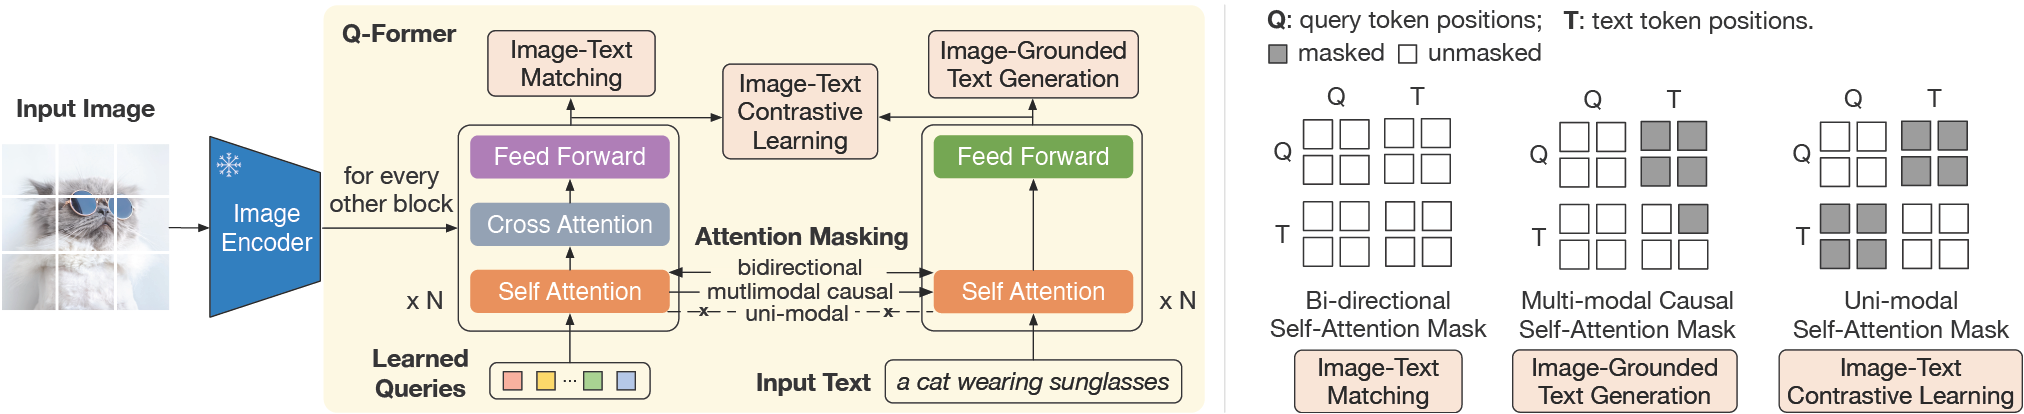 Input Image
Image
Encoder
for every
other block
Q-Former
Image-Text
Matching
Image-Text
Contrastive
Learning
Image-Grounded
Text Generation
Feed Forward
Cross Attention
Self Attention
x N
Feed Forward
Self Attention
x N
Attention Masking
bidirectional
mutlimodal causal
x uni-modal x
Learned
Queries
...
Input Text
a cat wearing sunglasses
Q: query token positions; T: text token positions.
masked unmasked
Q T
Q
T
Bi-directional
Self-Attention Mask
Image-Text
Matching
Q T
Q
T
Multi-modal Causal
Self-Attention Mask
Image-Grounded
Text Generation
Q T
Q
T
Uni-modal
Self-Attention Mask
Image-Text
Contrastive Learning